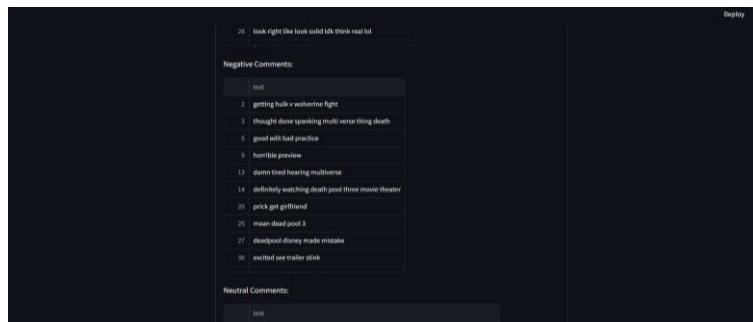 Deploy
28 look right like look solid idk think real lol
Negative Comments:
text
2 getting hulk v wolverine fight
3 thought done spanking multi verse thing death
5 good edit bad practice
9 horrible preview
13 damn tired hearing multiverse
14 definitely watching death pool three movie theater
20 prick get girlfriend
25 mean dead pool 3
27 deadpool disney made mistake
36 excited see trailer stink
Neutral Comments:
text